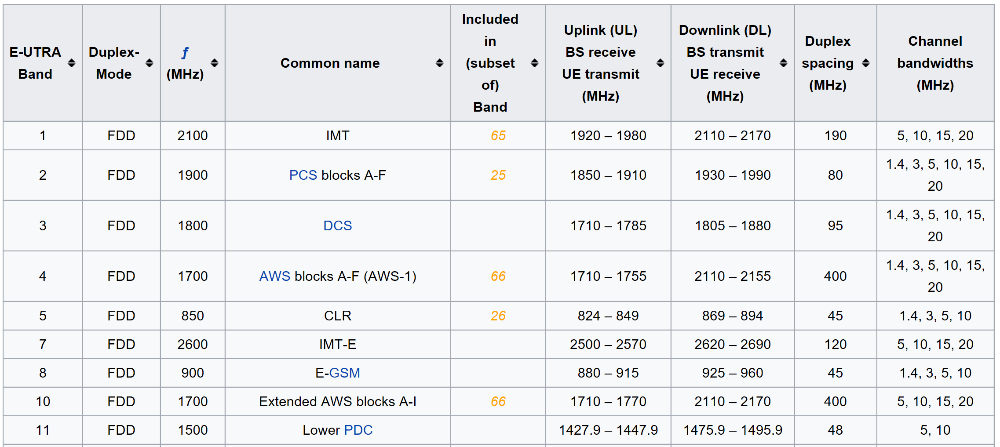 E-UTRA Band	Duplex-Mode	ƒ (MHz)	Common name	Included in (subset of) Band	Uplink (UL) BS receive UE transmit (MHz)	Downlink (DL) BS transmit UE receive (MHz)	Duplex spacing (MHz)	Channel bandwidths (MHz)
1	FDD	2100	IMT	65	1920 – 1980	2110 – 2170	190	5, 10, 15, 20
2	FDD	1900	PCS blocks A-F	25	1850 – 1910	1930 – 1990	80	1.4, 3, 5, 10, 15, 20
3	FDD	1800	DCS		1710 – 1785	1805 – 1880	95	1.4, 3, 5, 10, 15, 20
4	FDD	1700	AWS blocks A-F (AWS-1)	66	1710 – 1755	2110 – 2155	400	1.4, 3, 5, 10, 15, 20
5	FDD	850	CLR	26	824 – 849	869 – 894	45	1.4, 3, 5, 10
7	FDD	2600	IMT-E		2500 – 2570	2620 – 2690	120	5, 10, 15, 20
8	FDD	900	E-GSM		880 – 915	925 – 960	45	1.4, 3, 5, 10
10	FDD	1700	Extended AWS blocks A-I	66	1710 – 1770	2110 – 2170	400	5, 10, 15, 20
11	FDD	1500	Lower PDC		1427.9 – 1447.9	1475.9 – 1495.9	48	5, 10